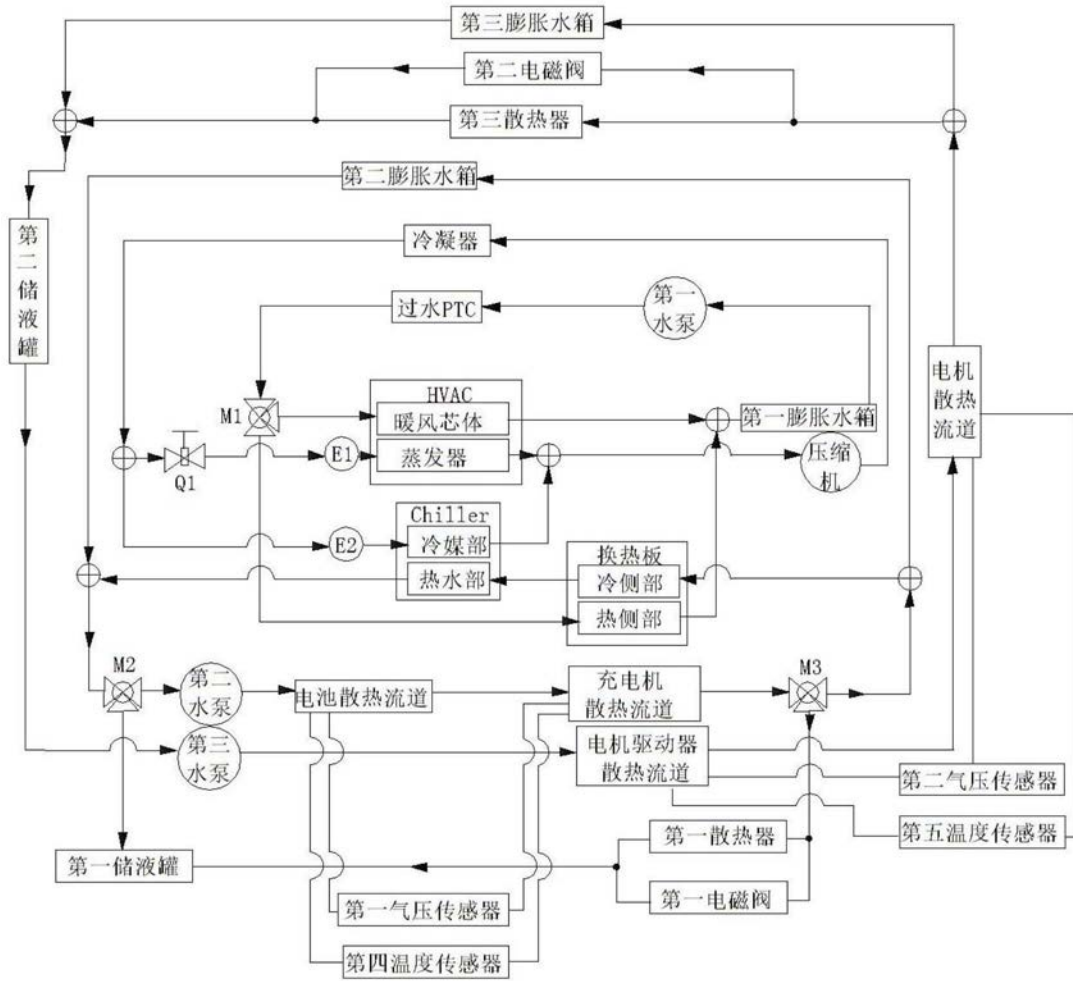 第三膨胀水箱
第二电磁阀
第三散热器
第二膨胀水箱
第二储液罐
冷凝器
过水PTC
第一
水泵
电机
散热
流道
M1
HVAC
暖风芯体
蒸发器
第一膨胀水箱
压缩
机
Q1
E1
Chiller
冷媒部
热水部
E2
换热板
冷侧部
热侧部
M2
第二
水泵
电池散热流道
充电机
散热流道
M3
第三
水泵
电机驱动器
散热流道
第二气压传感器
第五温度传感器
第一散热器
第一储液罐
第一电磁阀
第一气压传感器
第四温度传感器